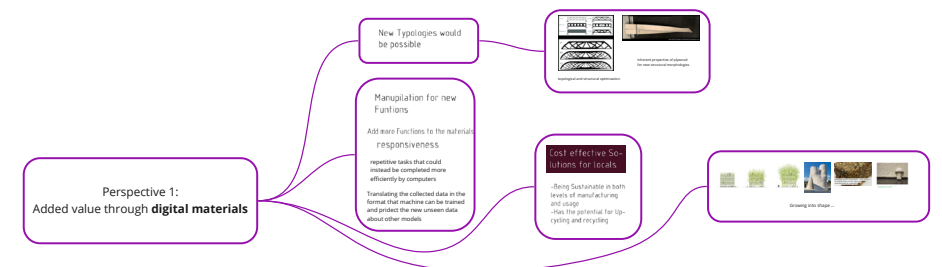 Perspective 1:
Added value through digital materials
New Typologies would
be possible
topological and structural optimization
Inherent properties of plywood
for new structural morphologies
Manupilation for new
Funtions
Add more Functions to the materials
responsiveness
repetitive tasks that could
instead be completed more
efficiently by computers
Translating the collected data in the
format that machine can be trained
and pridect the new unseen data
about other models
Cost effective So-
lutions for locals
-Being Sustainable in both
levels of manufacturing
and usage
-Has the potential for Up-
cycling and recycling
Growing into shape ...